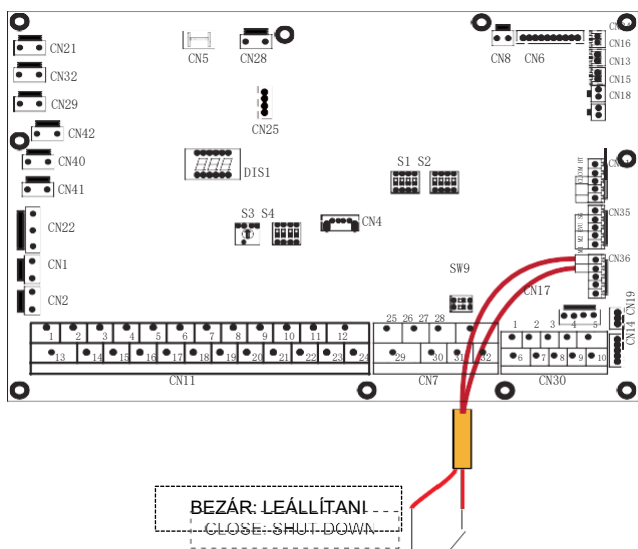 CN21
CN32
CN29
CN42
CN40
CN41
CN22
CN1
CN2
CN5
CN28
CN25
DIS1
CN8
CN6
CN13
CN15
CN18
S1 S2
S3 S4
CN4
CN35
CN36
SW9
CN17
CN19
CN14
1 2 3 4 5 6 7 8 9 10 11 12
13 14 15 16 17 18 19 20 21 22 23 24
CN11
25 26 27 28
29 30 31 32
CN7
1 2 3 4 5
6 7 8 9 10
CN30
BEZÁR: LEÁLLÍTANI
CLOSE: SHUT DOWN